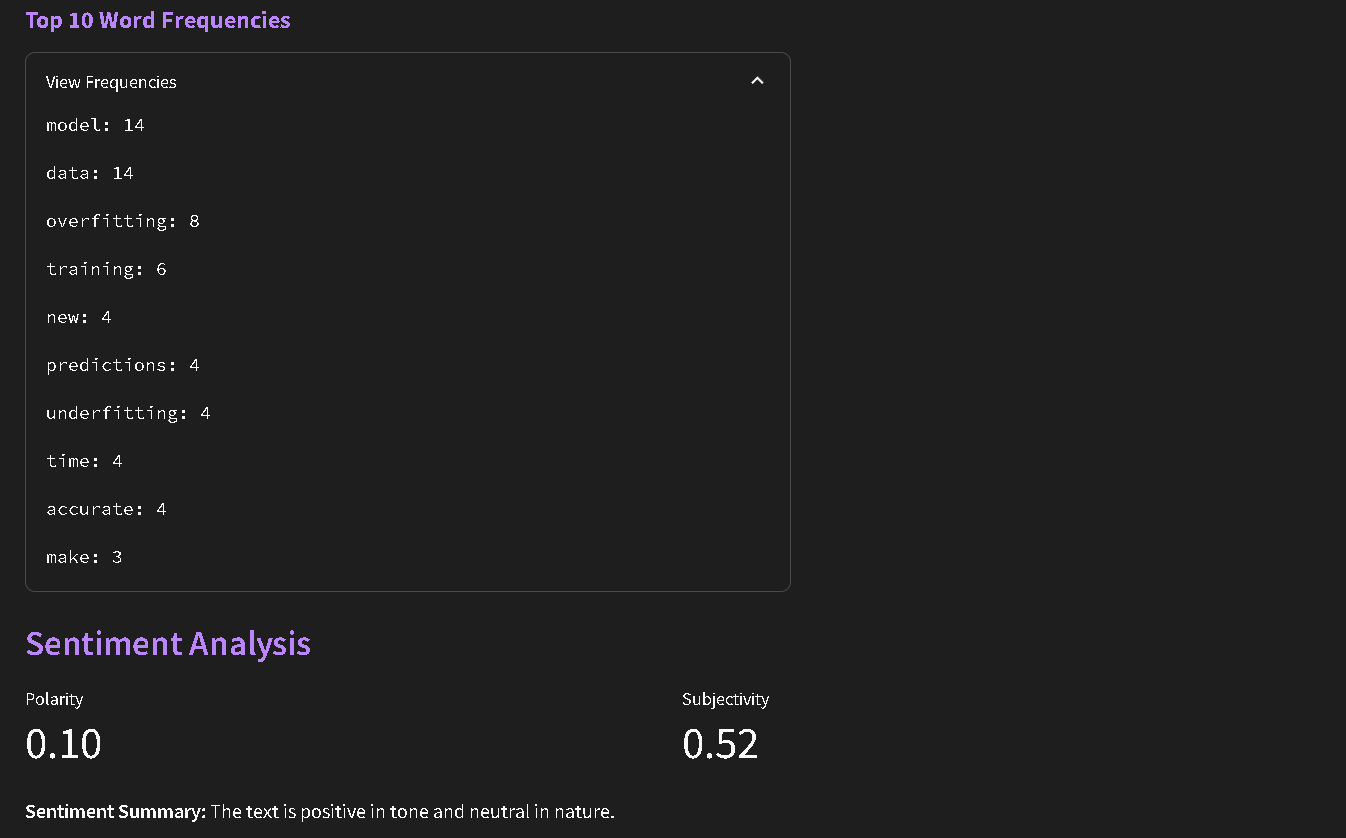 Top 10 Word Frequencies
View Frequencies
model: 14
data: 14
overfitting: 8
training: 6
new: 4
predictions: 4
underfitting: 4
time: 4
accurate: 4
make: 3
Sentiment Analysis
Polarity Subjectivity
0.10 0.52
Sentiment Summary: The text is positive in tone and neutral in nature.